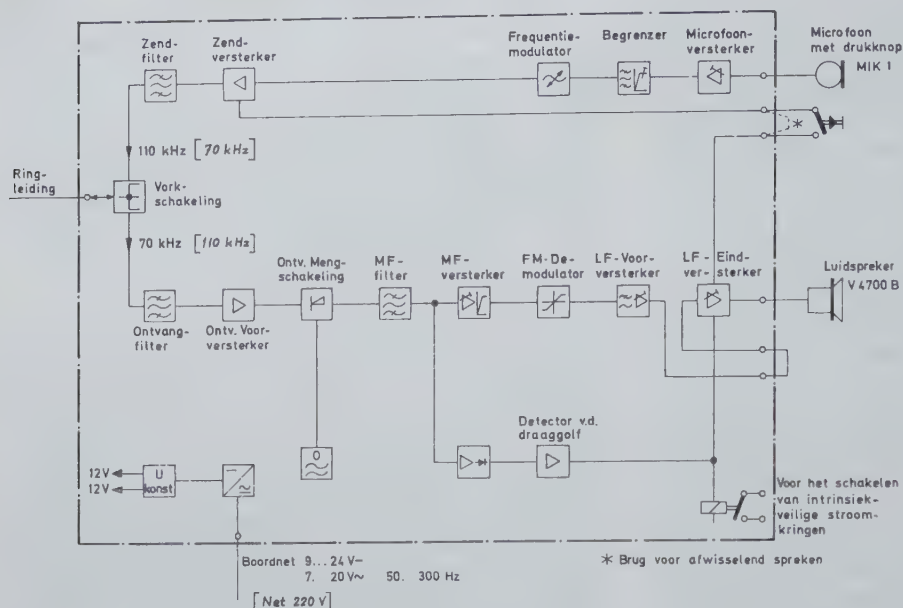 Zend-
filter
Zend-
versterker
Frequentie-
modulator
Begrenzer
Microfoon-
versterker
Microfoon
met drukknop
MIK 1
*
110 kHz [70 kHz]
Ring-
leiding
Vork-
schakeling
70 kHz [110 kHz]
Ontv. Meng-
schakeling
MF-
filter
MF-
versterker
FM-De-
modulator
LF-Voor-
versterker
LF- Eind-
ver- sterker
Luidspreker
V 4700 B
Ontvang-
filter
Ontv. Voor-
versterker
Detector v.d.
draaggolf
0
12V
12V
U
konst
Voor het schakelen
van intrinsiek-
veilige stroom-
kringen
Boordnet 9... 24 V–
7. 20V~ 50. 300 Hz
[Net 220 V]
* Brug voor afwisselend spreken